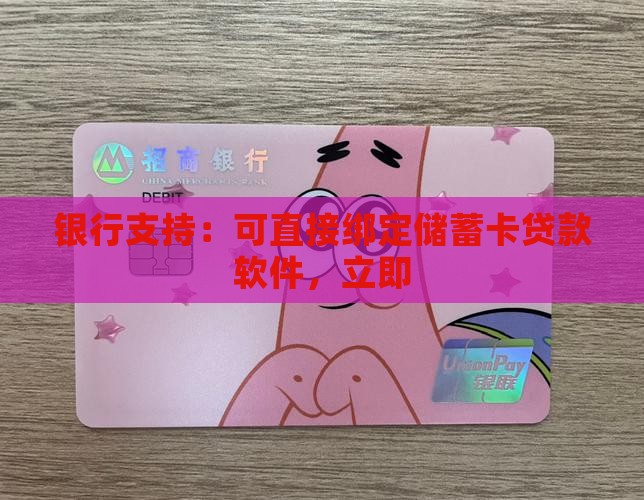 招商银行
CHINA MERCHANTS BANK
DEBIT
银行支持：可直接绑定储蓄卡贷款
软件，立即
UnionPay
银联